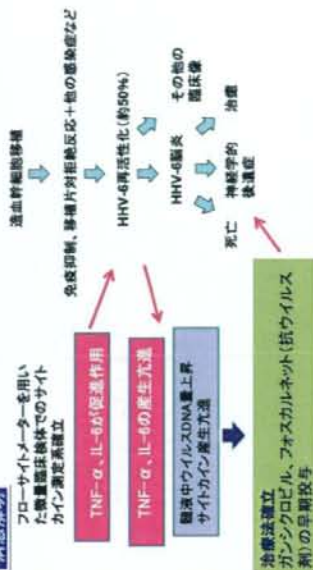 病態解明
フローサイトメーターを用い
た微量臨床検体でのサイト
カイン測定系確立
TNF-α、IL-6が促進作用
TNF-α、IL-6の産生亢進
髄液中ウイルスDNA量上昇
サイトカイン産生亢進
治療法確立
ガンシクロビル、フォスカルネット(抗ウイルス
剤)の早期投与
造血幹細胞移植
免疫抑制、移植片対拒絶反応+他の感染症など
HHV-6再活性化(約50%)
HHV-6脳炎
その他の
臨床像
死亡
神経学的
後遺症
治癒